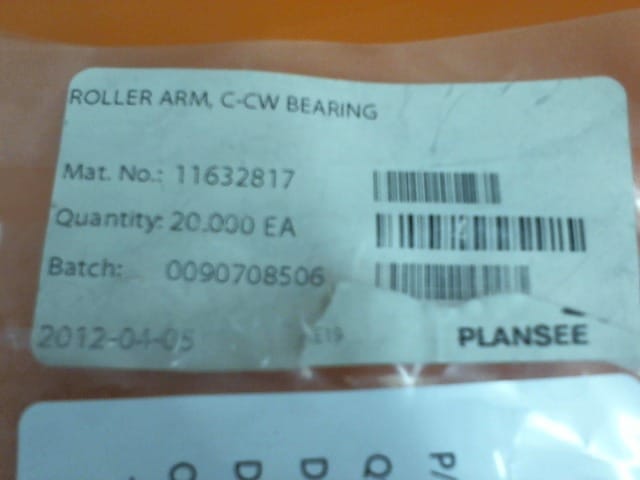 ROLLER ARM, C-CW BEARING
Mat. No.: 11632817
Quantity: 20.000 EA
Batch: 0090708506
2012-04-05
PLANSEE
P/
Q
D
D